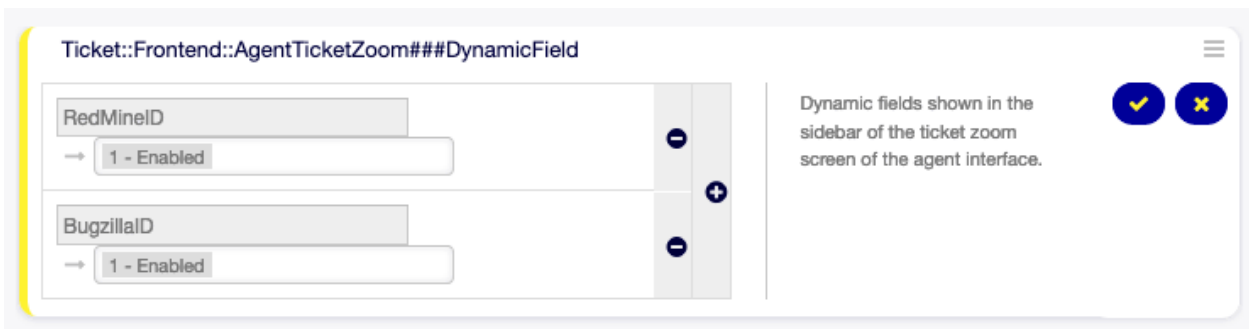 Ticket::Frontend::AgentTicketZoom###DynamicField
RedMineID
1 - Enabled
BugzillaID
1 - Enabled
Dynamic fields shown in the
sidebar of the ticket zoom
screen of the agent interface.